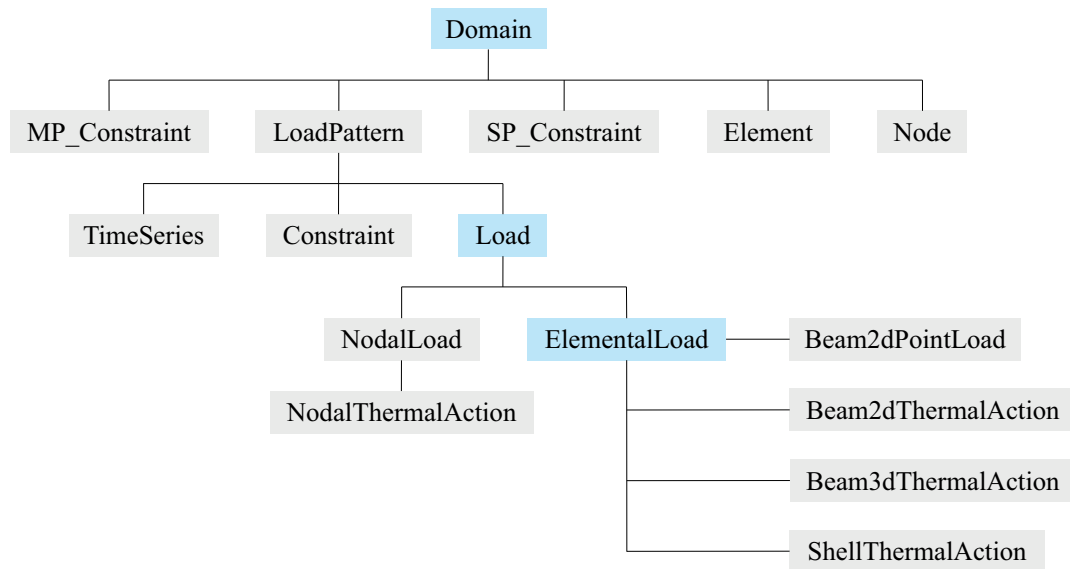 Domain
MP_Constraint
LoadPattern
SP_Constraint
Element
Node
TimeSeries
Constraint
Load
NodalLoad
ElementalLoad
Beam2dPointLoad
NodalThermalAction
Beam2dThermalAction
Beam3dThermalAction
ShellThermalAction